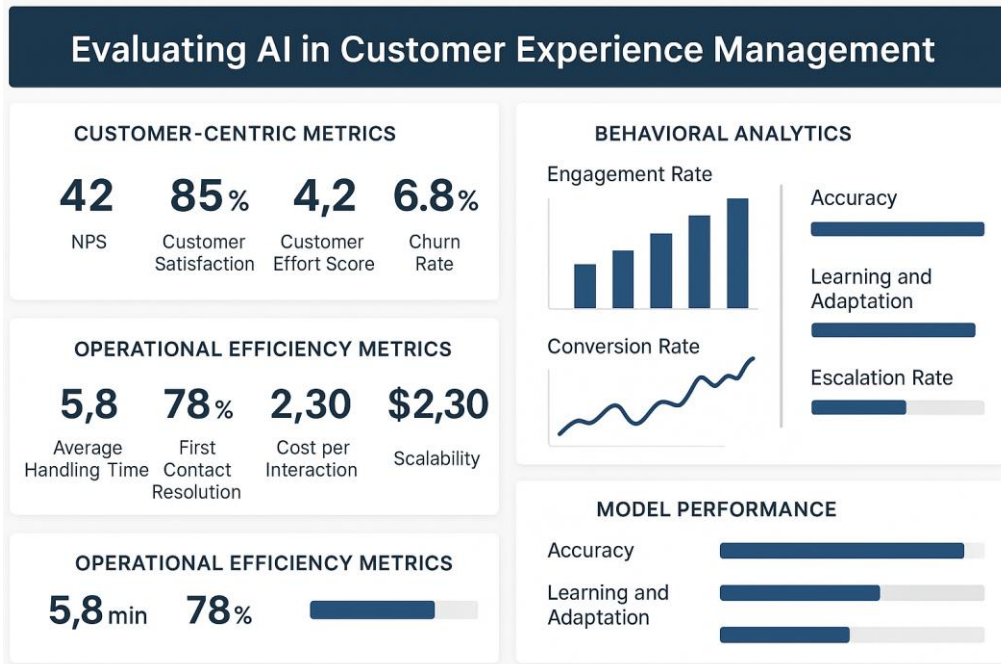 Evaluating AI in Customer Experience Management
CUSTOMER-CENTRIC METRICS
42
NPS
85%
Customer
Satisfaction
4,2
Customer
Effort Score
6.8%
Churn
Rate
OPERATIONAL EFFICIENCY METRICS
5,8
Average
Handling Time
78%
First
Contact
Resolution
2,30
Cost per
Interaction
$2,30
Scalability
OPERATIONAL EFFICIENCY METRICS
5,8 min
78%
BEHAVIORAL ANALYTICS
Engagement Rate
Conversion Rate
Accuracy
Learning and
Adaptation
Escalation Rate
MODEL PERFORMANCE
Accuracy
Learning and
Adaptation